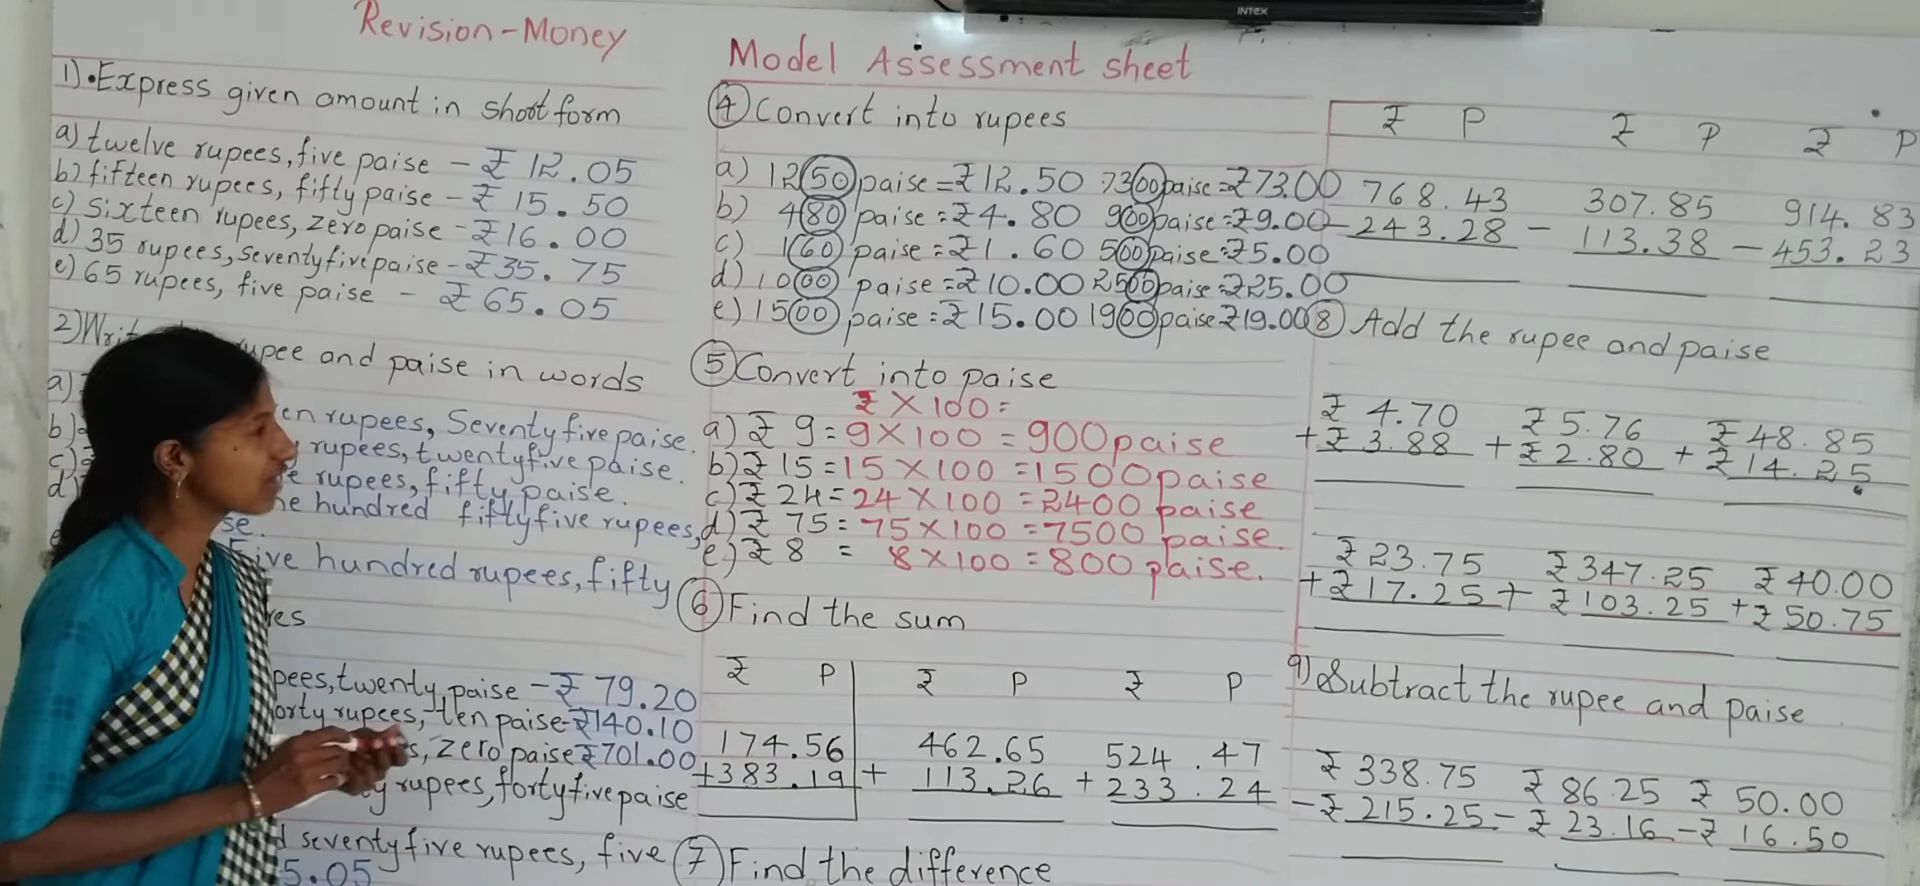 INTEX
Revision-Money
Model Assessment sheet
1).Express given amount in short form
a) twelve rupees, five paise - ₹ 12.05
b) fifteen rupees, fifty paise - ₹ 15.50
c) sixteen rupees, zero paise - ₹16.00
d) 35 rupees, seventyfive paise - ₹35.75
e) 65 rupees, five paise - ₹65.05
2) upee and paise in words
a)
b) en rupees, Seventyfive paise.
c) rupees, twentyfive paise.
d) e rupees, fifty paise.
e hundred fiftyfive rupees,
se.
Five hundred rupees, fifty
res
pees, twenty paise - ₹ 79.20
orty rupees, ten paise-₹140.10
s, zero paise ₹701.00
y rupees, fortyfive paise
d seventyfive rupees, five
5.05
4 Convert into rupees
a) 1250 paise = ₹12.50 7300 paise = ₹73.00
b) 480 paise = ₹4.80 900 paise = ₹9.00
c) 160 paise = ₹1.60 500 paise = ₹5.00
d) 1000 paise = ₹10.00 2500 paise = ₹25.00
e) 1500 paise = ₹15.00 1900 paise ₹19.00
5 Convert into paise
₹ X 100 =
a) ₹ 9 = 9 X 100 = 900 paise
b) ₹ 15 = 15 X 100 = 1500 paise
c) ₹ 24 = 24 X 100 = 2400 paise
d) ₹ 75 = 75 X 100 = 7500 paise.
e) ₹ 8 = 8 X 100 = 800 paise.
6 Find the sum
₹ P ₹ P ₹ P
174.56 462.65 524.47
+383.19 + 113.26 + 233.24
7 Find the difference
₹ P ₹ P ₹ P
768.43 307.85 914.83
- 243.28 - 113.38 - 453.23
8 Add the rupee and paise
₹ 4.70 ₹ 5.76 ₹ 48.85
+ ₹ 3.88 + ₹ 2.80 + ₹ 14.25
₹ 23.75 ₹ 347.25 ₹ 40.00
+ ₹ 17.25 + ₹ 103.25 + ₹ 50.75
9) Subtract the rupee and paise
₹ 338.75 ₹ 86.25 ₹ 50.00
- ₹ 215.25 - ₹ 23.16 - ₹ 16.50